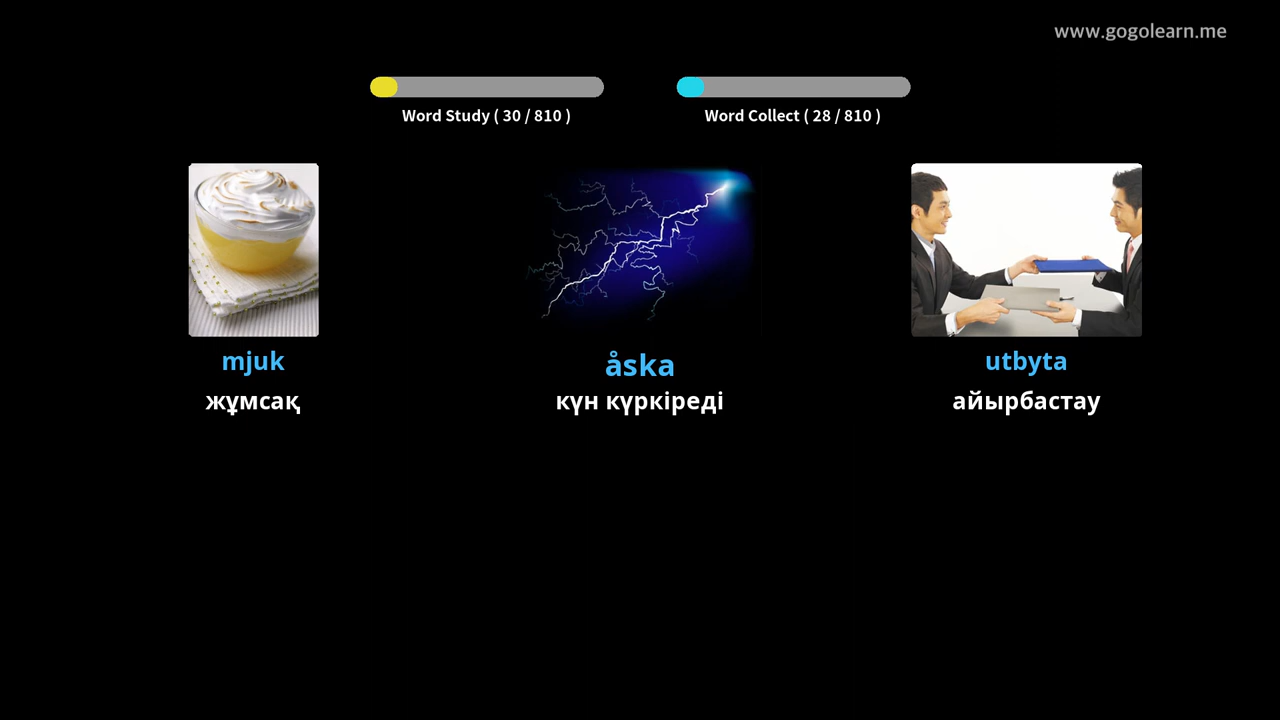 www.gogolearn.me
Word Study ( 30 / 810 )
Word Collect ( 28 / 810 )
mjuk
åska
utbyta
жұмсақ
күн күркіреді
айырбастау